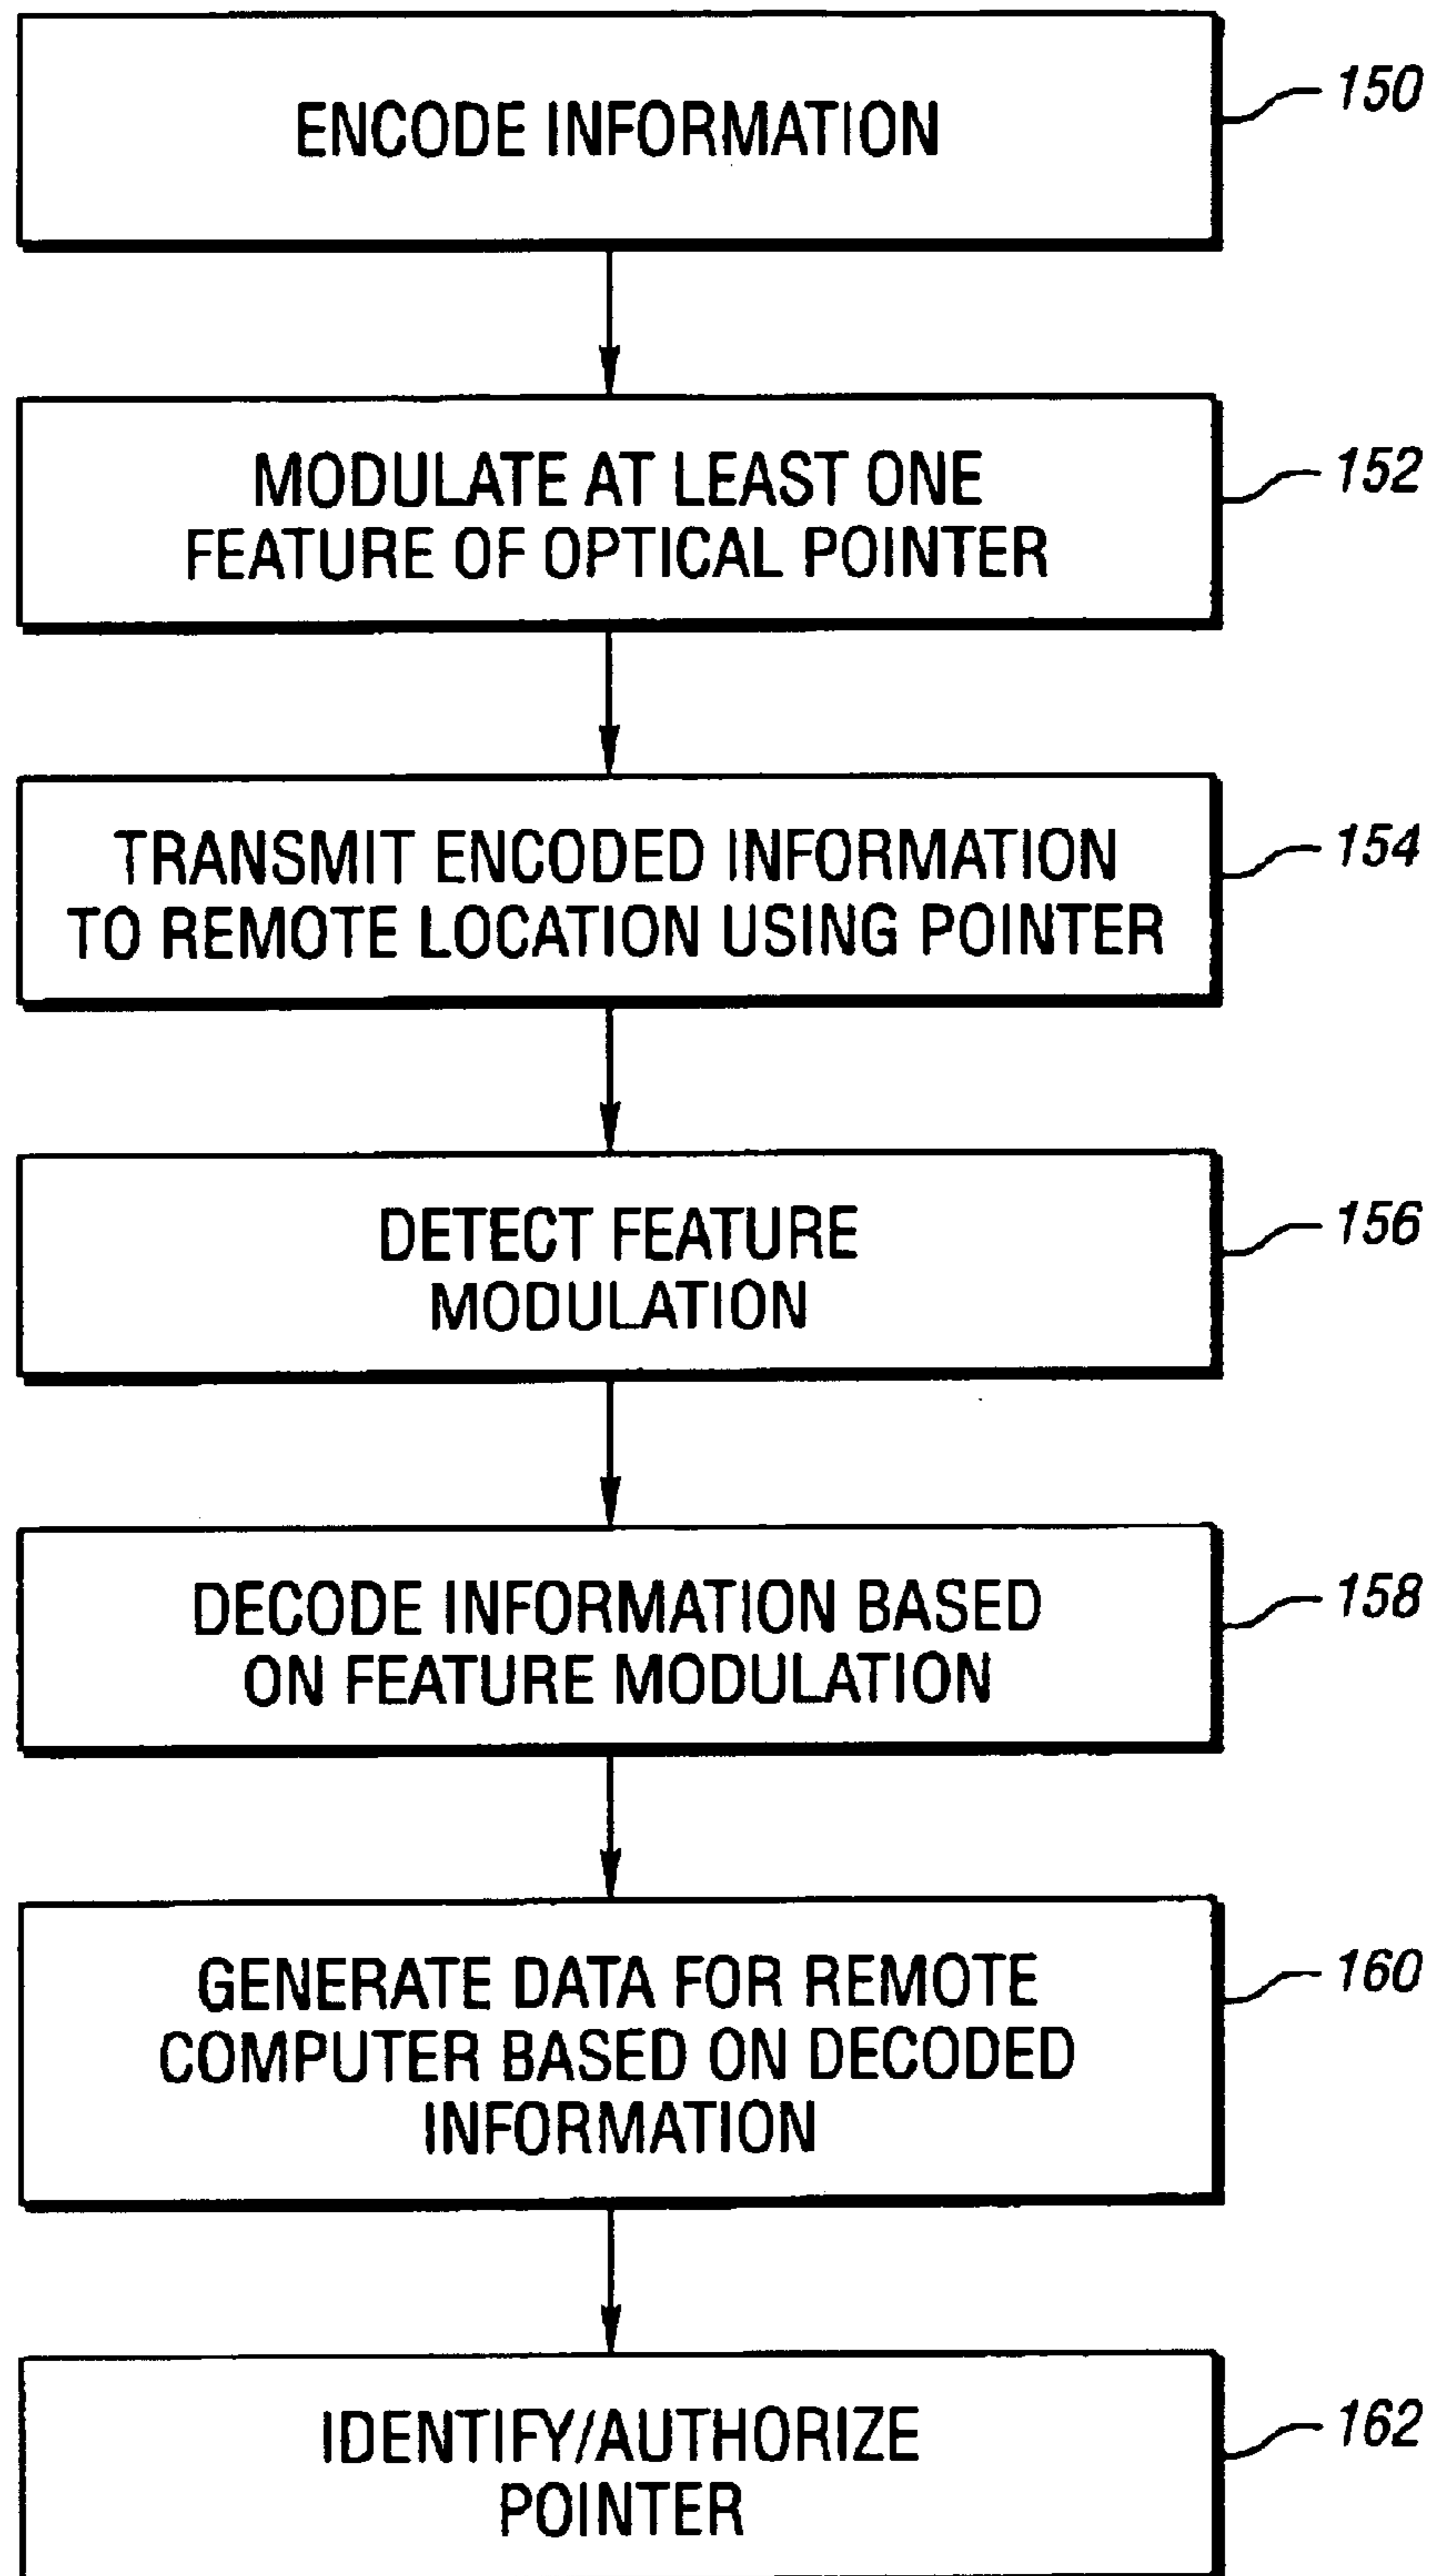 ENCODE INFORMATION
150
MODULATE AT LEAST ONE
FEATURE OF OPTICAL POINTER
152
TRANSMIT ENCODED INFORMATION
TO REMOTE LOCATION USING POINTER
154
DETECT FEATURE
MODULATION
156
DECODE INFORMATION BASED
ON FEATURE MODULATION
158
GENERATE DATA FOR REMOTE
COMPUTER BASED ON DECODED
INFORMATION
160
IDENTIFY/AUTHORIZE
POINTER
162